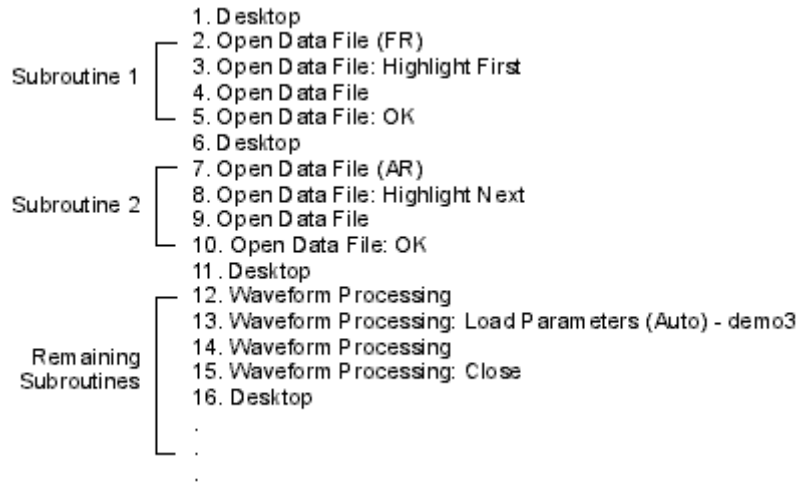 1. Desktop
2. Open Data File (FR)
3. Open Data File: Highlight First
Subroutine 1
4. Open Data File
5. Open Data File: OK
6. Desktop
7. Open Data File (AR)
8. Open Data File: Highlight Next
Subroutine 2
9. Open Data File
10. Open Data File: OK
11. Desktop
12. Waveform Processing
13. Waveform Processing: Load Parameters (Auto) - demo3
14. Waveform Processing
Remaining
Subroutines
15. Waveform Processing: Close
16. Desktop
.
.
.